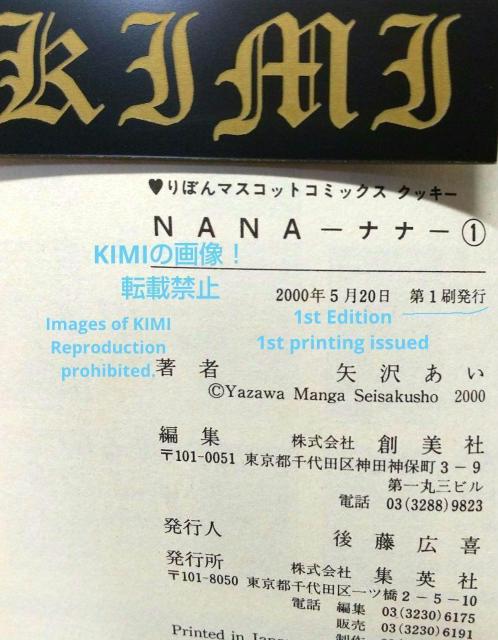 KIMI
♥りぼんマスコットコミックス クッキー
NANA－ナナ－①
KIMIの画像！
転載禁止
2000年5月20日 第1刷発行
1st Edition
1st printing issued
Images of KIMI
Reproduction
prohibited.
著者 矢沢あい
©Yazawa Manga Seisakusho 2000
編集 株式会社 創美社
〒101-0051 東京都千代田区神田神保町3－9
第一丸三ビル
電話 03(3288)9823
発行人 後藤広喜
発行所 株式会社 集英社
〒101-8050 東京都千代田区一ツ橋2－5－10
電話 編集 03(3230)6175
販売 03(3230)6191
制作
Printed in Japan